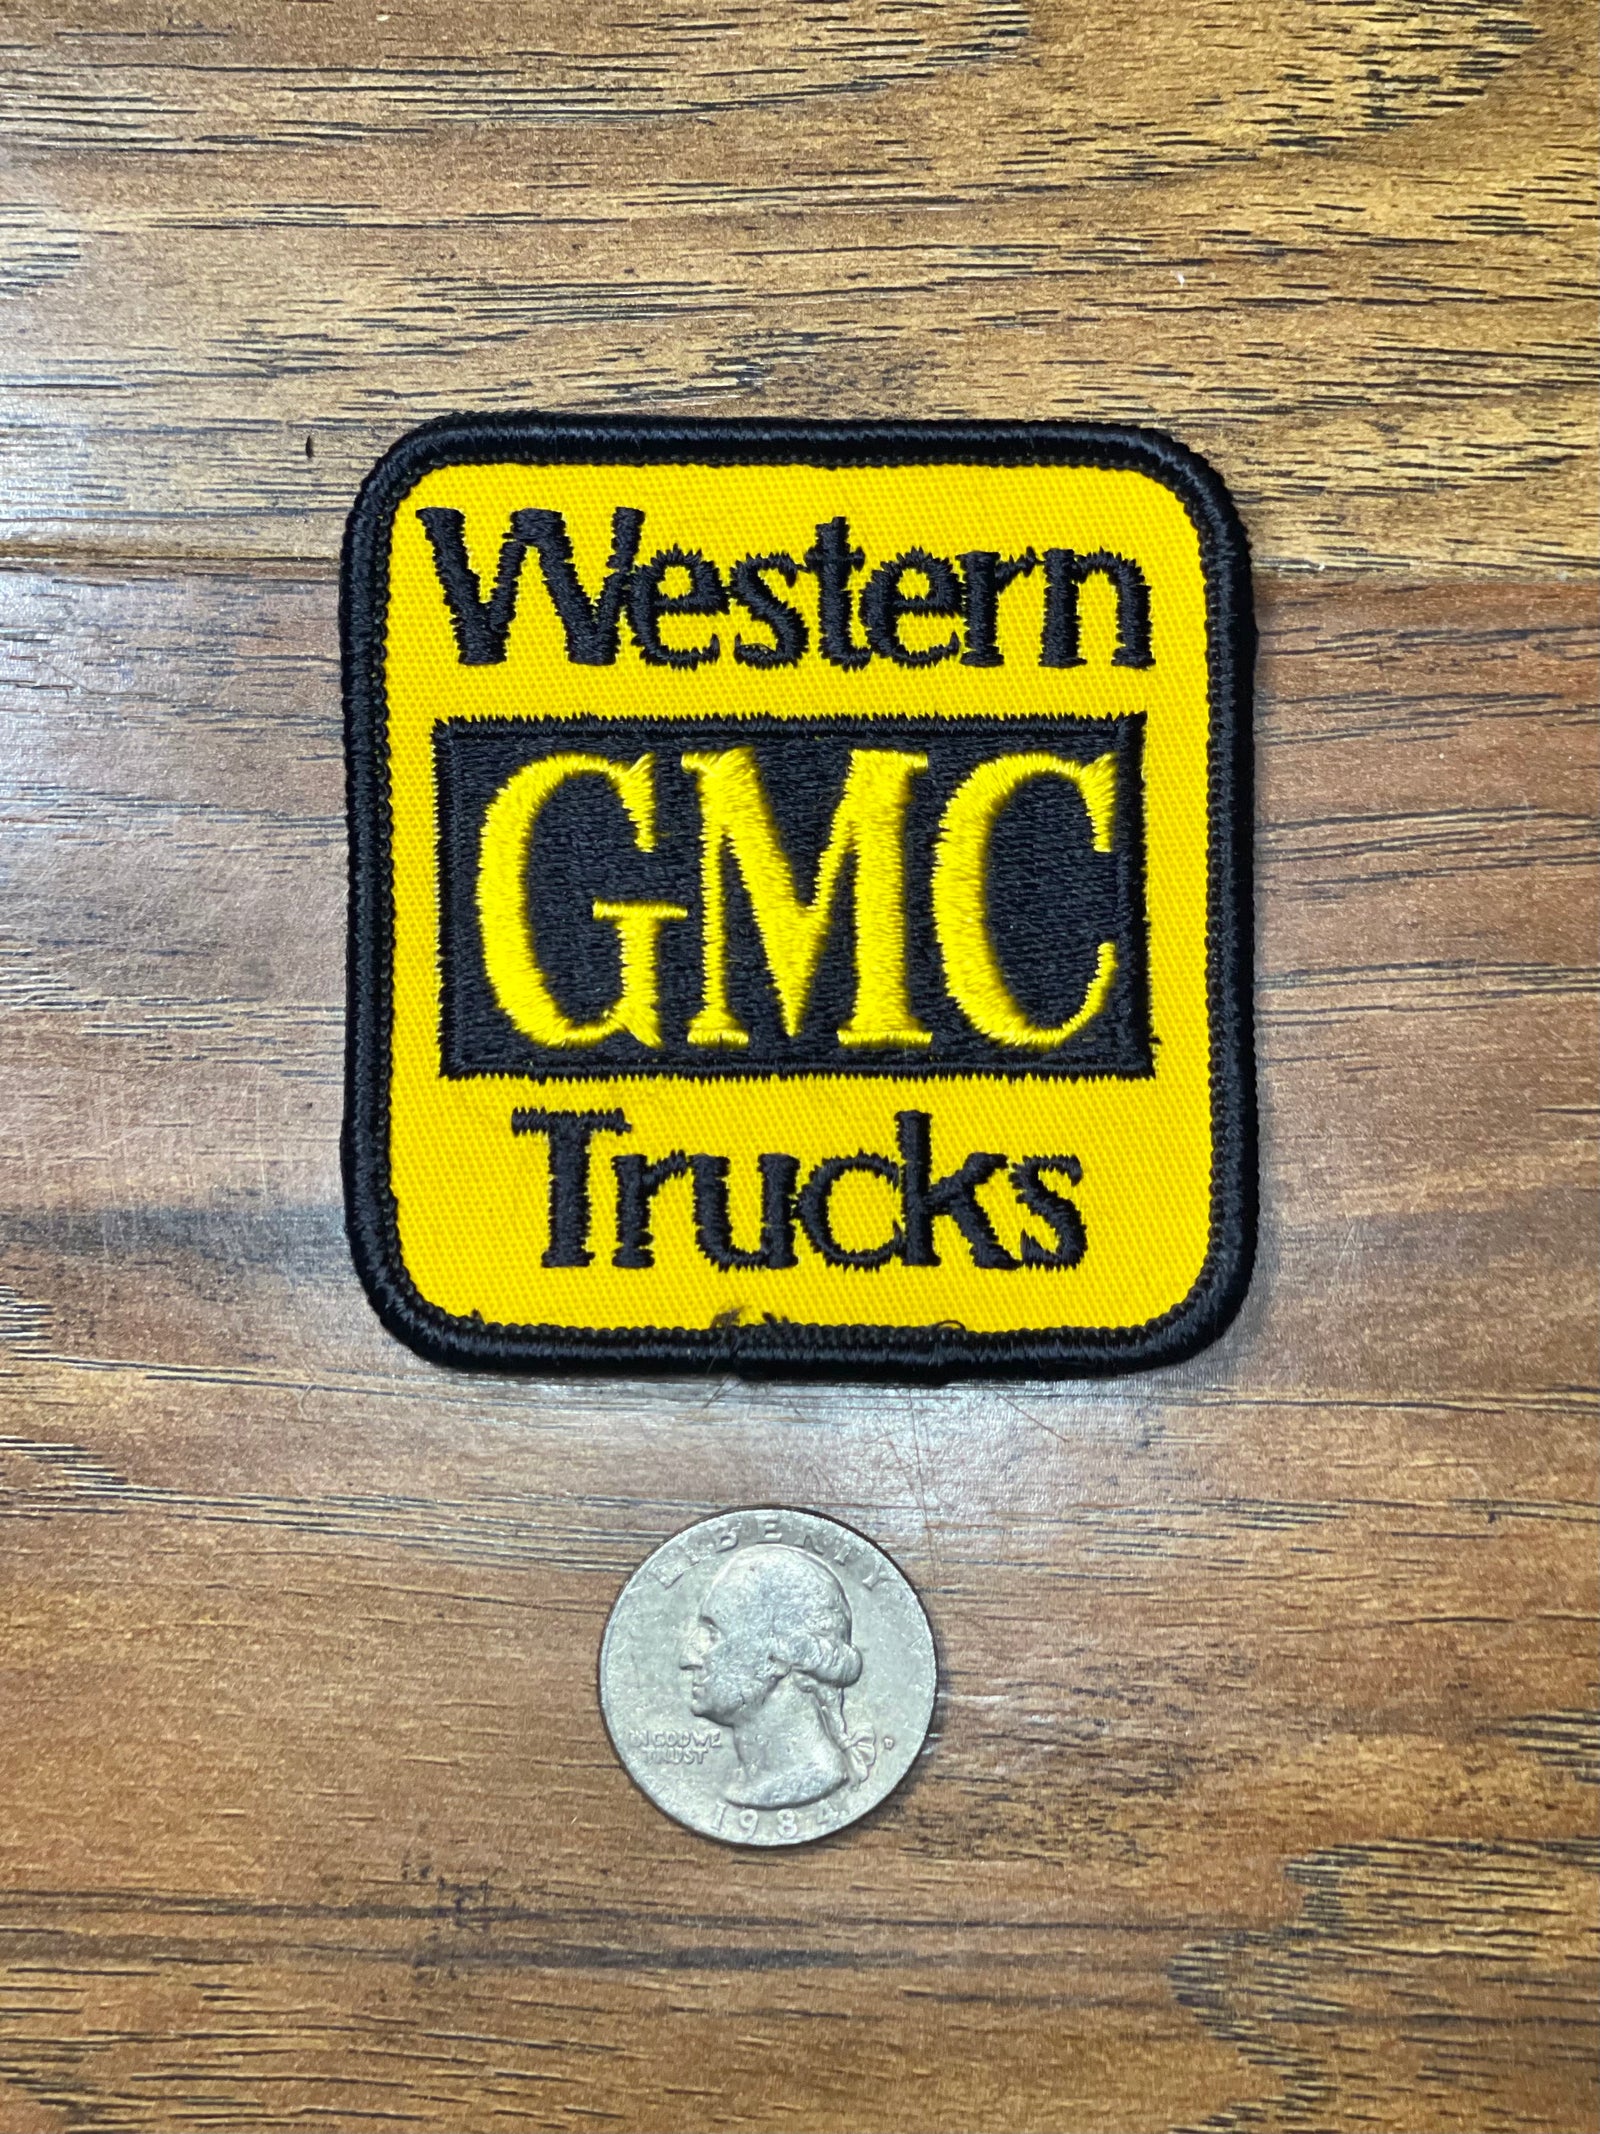 Western
GMC
Trucks
LIBERTY
IN GOD WE
TRUST
D
1984